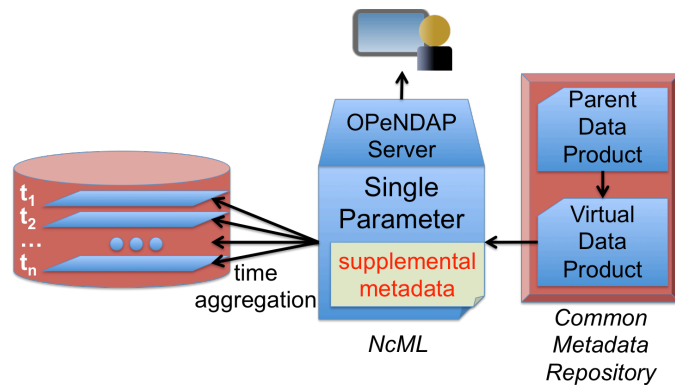 OPeNDAP
Server
Single
Parameter
supplemental
metadata
NcML
t1
t2
...
tn
time
aggregation
Parent
Data
Product
Virtual
Data
Product
Common
Metadata
Repository